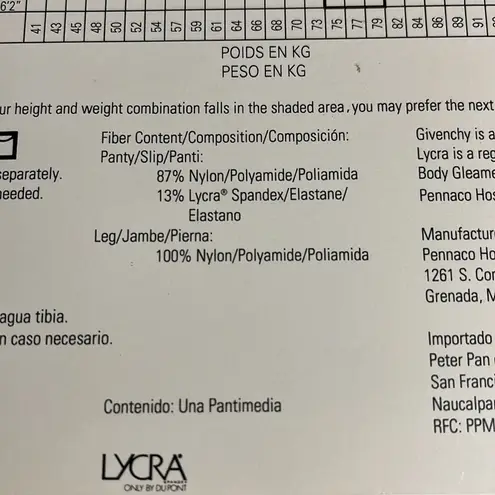 6'2"
41 43 45 48 50 52 54 57 59 61 64 66 68 70 73 75 77 79 82 84 86 89 91
POIDS EN KG
PESO EN KG
ur height and weight combination falls in the shaded area, you may prefer the next
separately.
needed.
agua tibia.
n caso necesario.
Fiber Content/Composition/Composición:
Panty/Slip/Panti:
87% Nylon/Polyamide/Poliamida
13% Lycra® Spandex/Elastane/
Elastano
Leg/Jambe/Pierna:
100% Nylon/Polyamide/Poliamida
Contenido: Una Pantimedia
LYCRA®
SPANDEX
ONLY BY DUPONT
Givenchy is a
Lycra is a reg
Body Gleame
Pennaco Hos
Manufactur
Pennaco Ho
1261 S. Cor
Grenada, M
Importado
Peter Pan
San Franci
Naucalpa
RFC: PPM